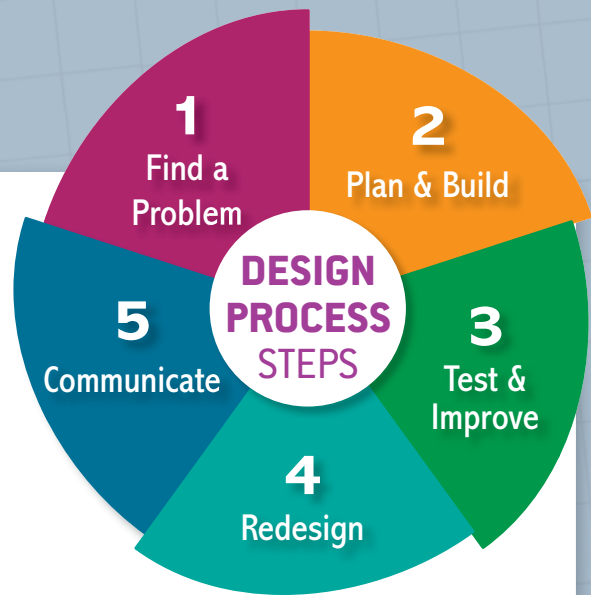 1
Find a
Problem
2
Plan & Build
3
Test &
Improve
4
Redesign
5
Communicate
DESIGN
PROCESS
STEPS